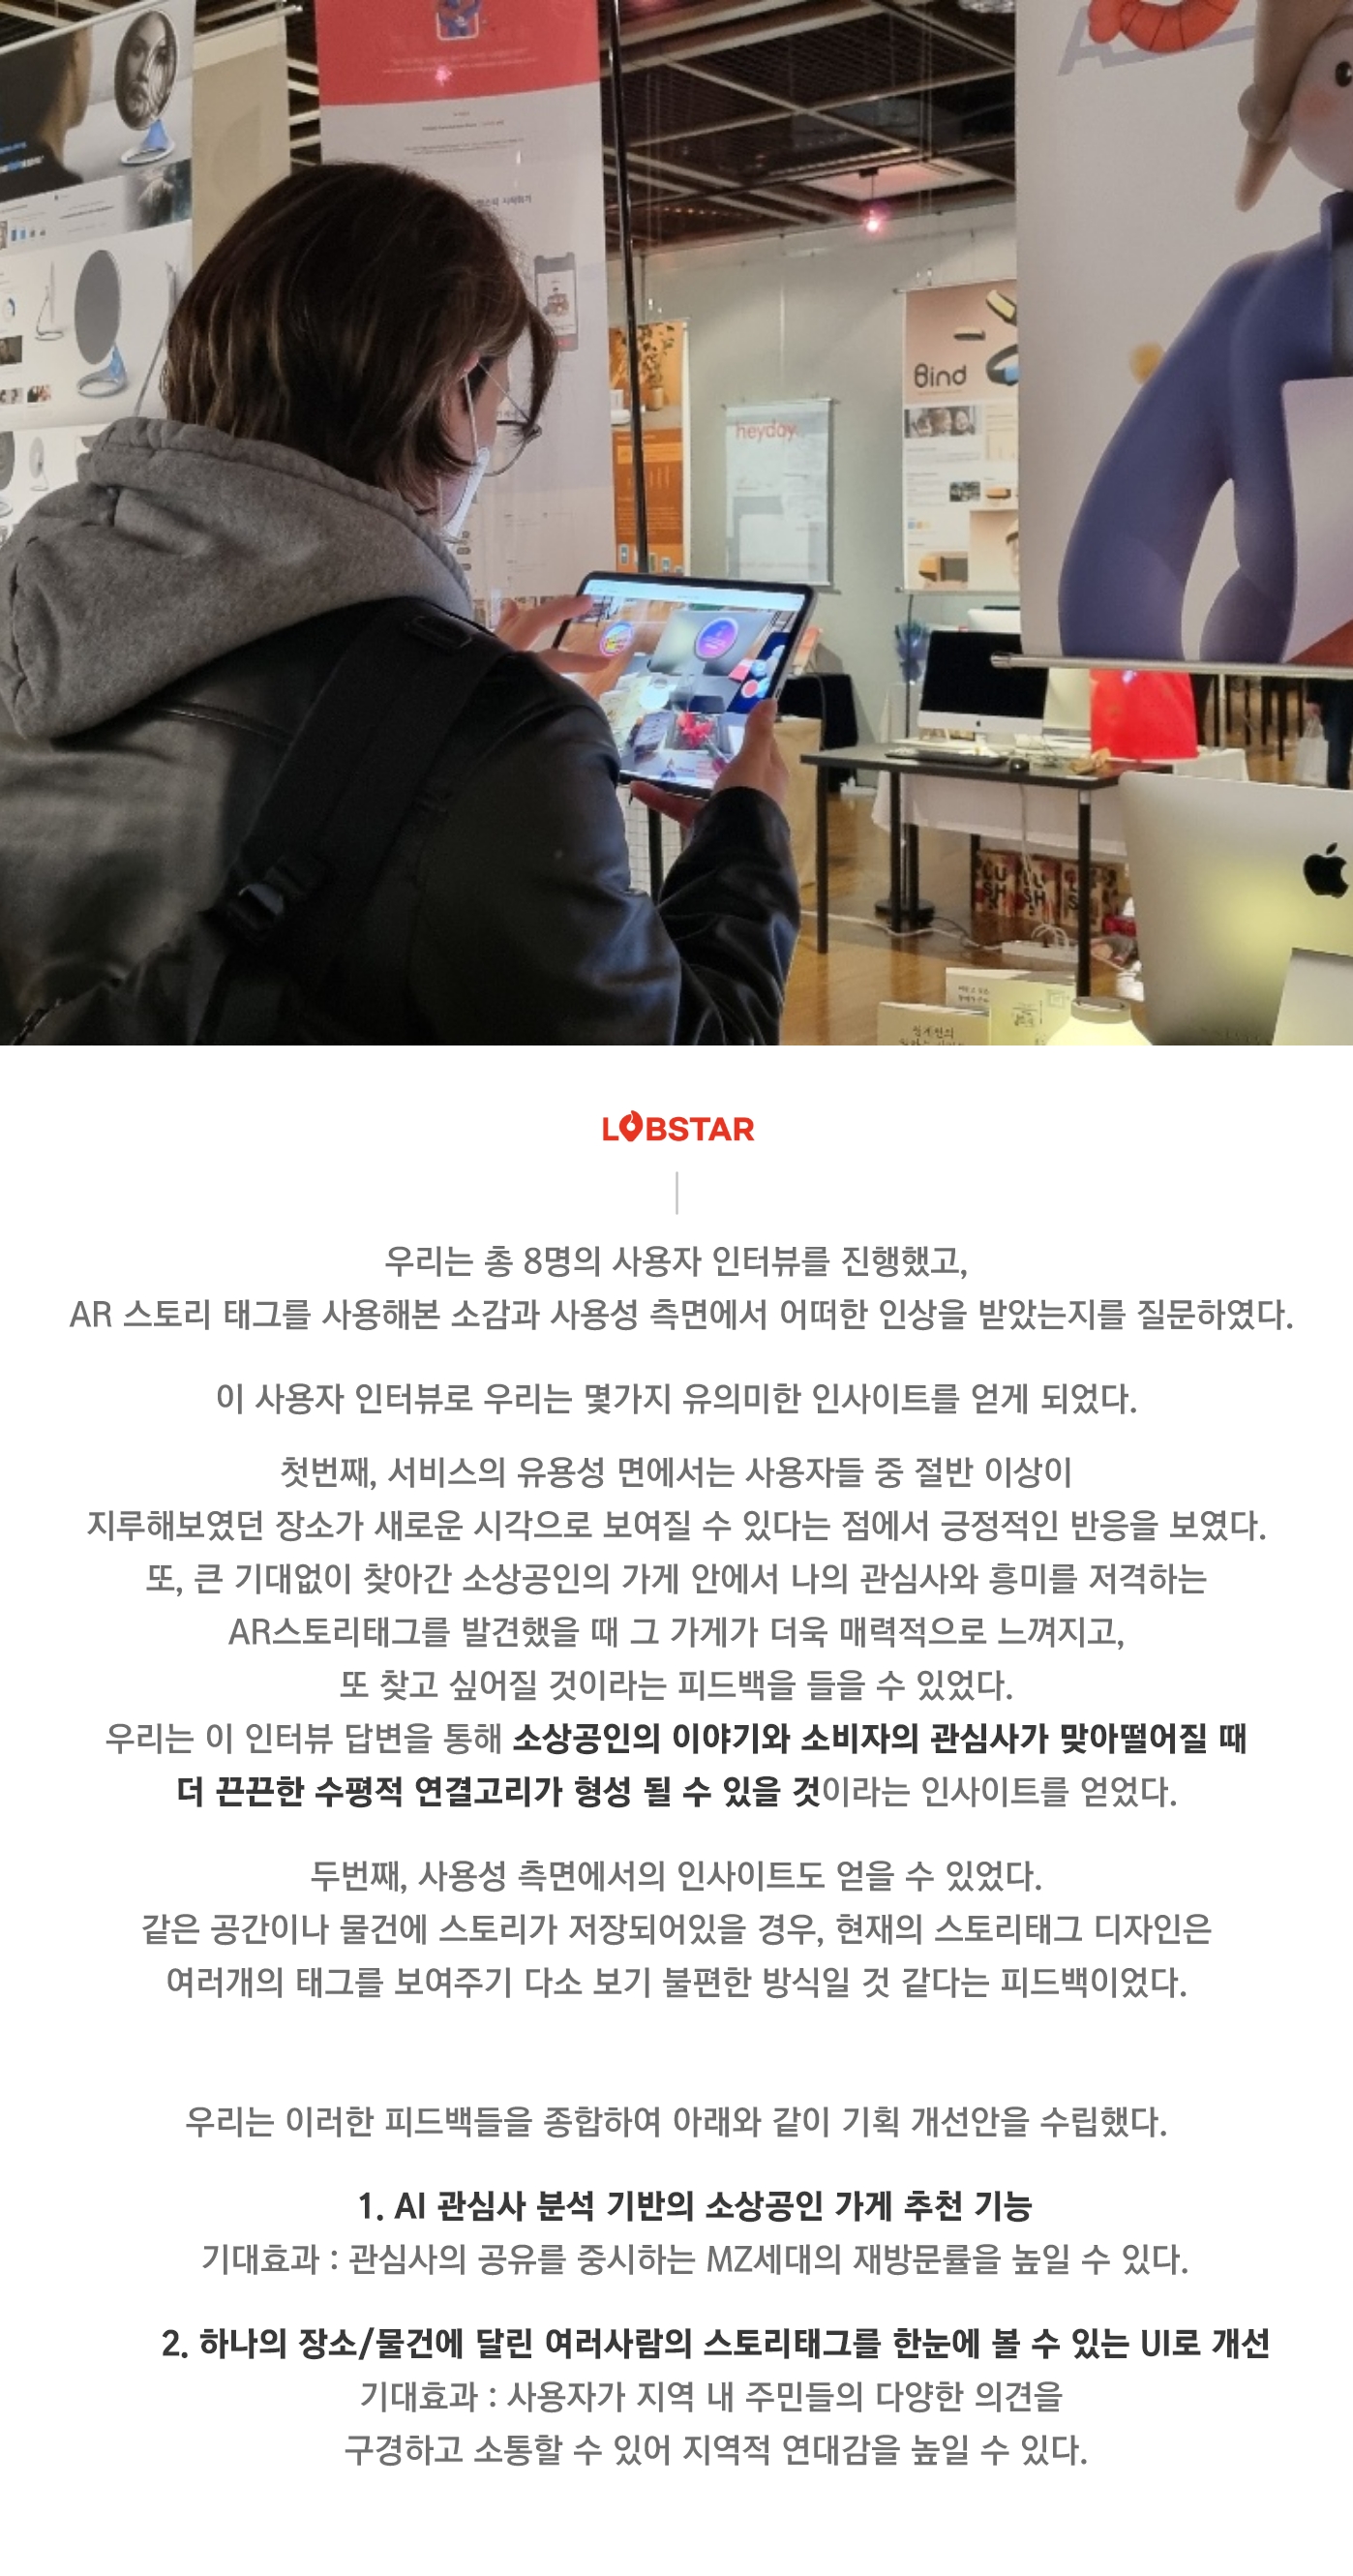 Bind
heyday.
LU
SH
LU
SH
LOBSTAR
우리는 총 8명의 사용자 인터뷰를 진행했고,
AR 스토리 태그를 사용해본 소감과 사용성 측면에서 어떠한 인상을 받았는지를 질문하였다.
이 사용자 인터뷰로 우리는 몇가지 유의미한 인사이트를 얻게 되었다.
첫번째, 서비스의 유용성 면에서는 사용자들 중 절반 이상이
지루해보였던 장소가 새로운 시각으로 보여질 수 있다는 점에서 긍정적인 반응을 보였다.
또, 큰 기대없이 찾아간 소상공인의 가게 안에서 나의 관심사와 흥미를 저격하는
AR스토리태그를 발견했을 때 그 가게가 더욱 매력적으로 느껴지고,
또 찾고 싶어질 것이라는 피드백을 들을 수 있었다.
우리는 이 인터뷰 답변을 통해 소상공인의 이야기와 소비자의 관심사가 맞아떨어질 때
더 끈끈한 수평적 연결고리가 형성 될 수 있을 것이라는 인사이트를 얻었다.
두번째, 사용성 측면에서의 인사이트도 얻을 수 있었다.
같은 공간이나 물건에 스토리가 저장되어있을 경우, 현재의 스토리태그 디자인은
여러개의 태그를 보여주기 다소 보기 불편한 방식일 것 같다는 피드백이었다.
우리는 이러한 피드백들을 종합하여 아래와 같이 기획 개선안을 수립했다.
1. AI 관심사 분석 기반의 소상공인 가게 추천 기능
기대효과 : 관심사의 공유를 중시하는 MZ세대의 재방문률을 높일 수 있다.
2. 하나의 장소/물건에 달린 여러사람의 스토리태그를 한눈에 볼 수 있는 UI로 개선
기대효과 : 사용자가 지역 내 주민들의 다양한 의견을
구경하고 소통할 수 있어 지역적 연대감을 높일 수 있다.